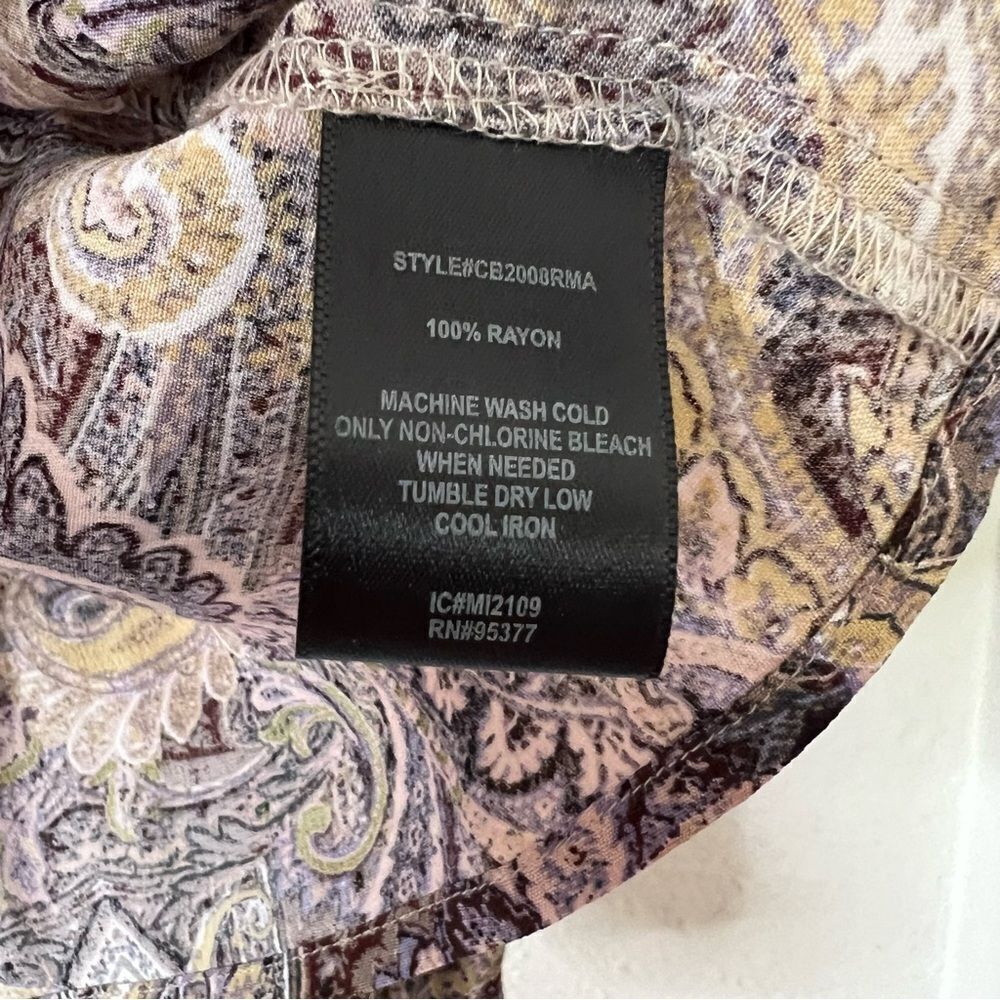 STYLE#CB2008RMA
100% RAYON
MACHINE WASH COLD
ONLY NON-CHLORINE BLEACH
WHEN NEEDED
TUMBLE DRY LOW
COOL IRON
IC#MI2109
RN#95377